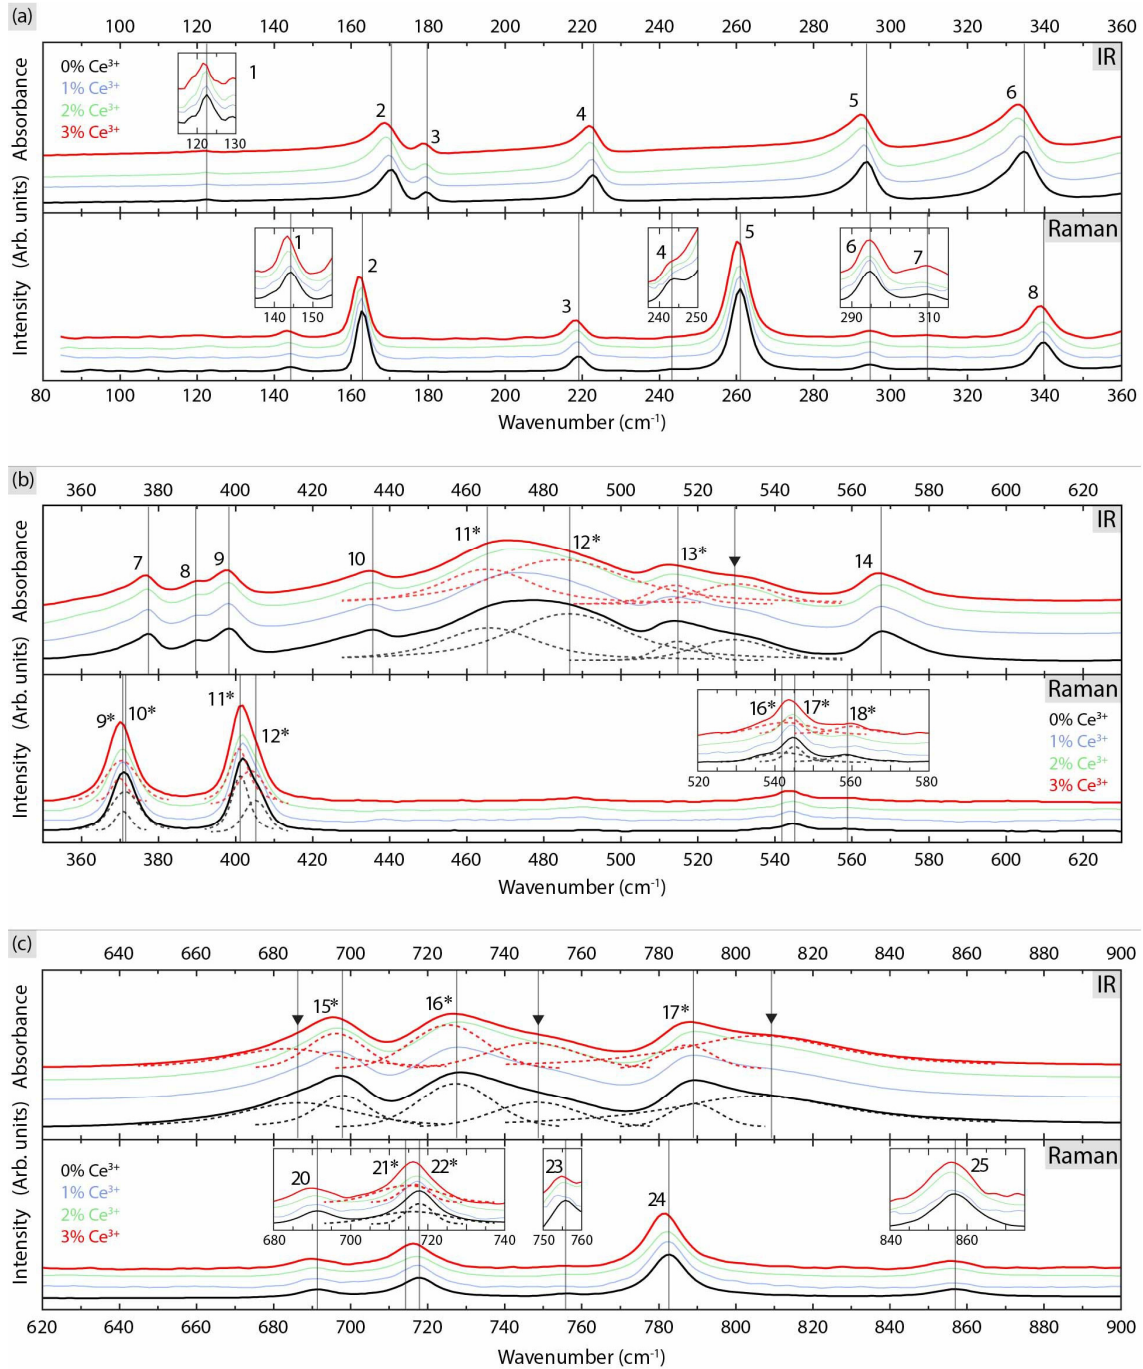 (a)
100 120 140 160 180 200 220 240 260 280 300 320 340 360
IR
0% Ce³⁺
1% Ce³⁺
2% Ce³⁺
3% Ce³⁺
1
2
3
4
5
6
120 130
Absorbance
Raman
1
2
3
4
5
6
7
8
140 150
240 250
290 310
Intensity (Arb. units)
80 100 120 140 160 180 200 220 240 260 280 300 320 340 360
Wavenumber (cm⁻¹)
(b)
360 380 400 420 440 460 480 500 520 540 560 580 600 620
IR
7
8
9
10
11*
12*
13*
14
Absorbance
Raman
0% Ce³⁺
1% Ce³⁺
2% Ce³⁺
3% Ce³⁺
9*
10*
11*
12*
16*
17*
18*
520 540 560 580
Intensity (Arb. units)
360 380 400 420 440 460 480 500 520 540 560 580 600 620
Wavenumber (cm⁻¹)
(c)
640 660 680 700 720 740 760 780 800 820 840 860 880 900
IR
15*
16*
17*
Absorbance
Raman
0% Ce³⁺
1% Ce³⁺
2% Ce³⁺
3% Ce³⁺
20
21*
22*
23
24
25
680 700 720 740
750 760
840 860
Intensity (Arb. units)
620 640 660 680 700 720 740 760 780 800 820 840 860 880 900
Wavenumber (cm⁻¹)